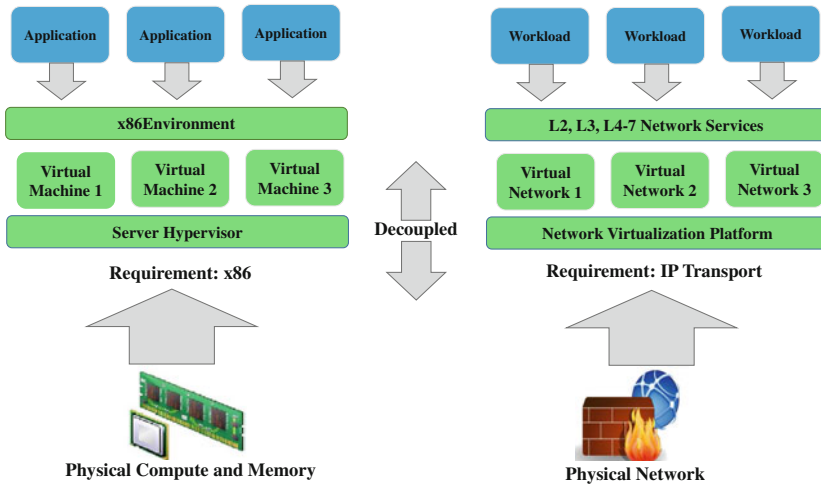 Application
Application
Application
x86Environment
Virtual
Machine 1
Virtual
Machine 2
Virtual
Machine 3
Server Hypervisor
Requirement: x86
Physical Compute and Memory
Decoupled
Workload
Workload
Workload
L2, L3, L4-7 Network Services
Virtual
Network 1
Virtual
Network 2
Virtual
Network 3
Network Virtualization Platform
Requirement: IP Transport
Physical Network